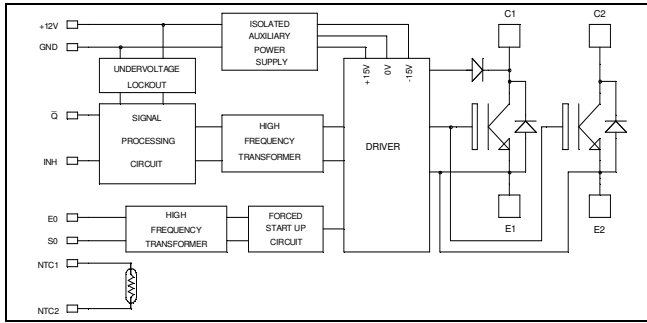 C1
C2
+12V
GND
ISOLATED
AUXILIARY
POWER
SUPPLY
+15V
0V
-15V
UNDERVOLTAGE
LOCKOUT
Q̅
INH
SIGNAL
PROCESSING
CIRCUIT
HIGH
FREQUENCY
TRANSFORMER
DRIVER
E1
E2
E0
S0
HIGH
FREQUENCY
TRANSFORMER
FORCED
START UP
CIRCUIT
NTC1
NTC2